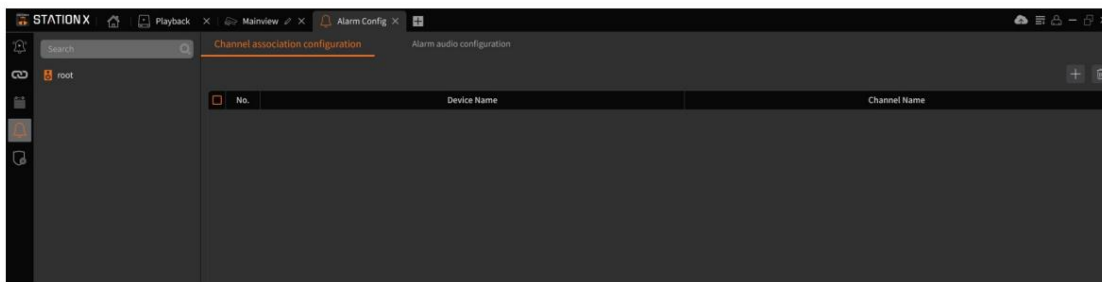 STATION X Playback Mainview Alarm Config
Search
Channel association configuration Alarm audio configuration
root
No. Device Name Channel Name